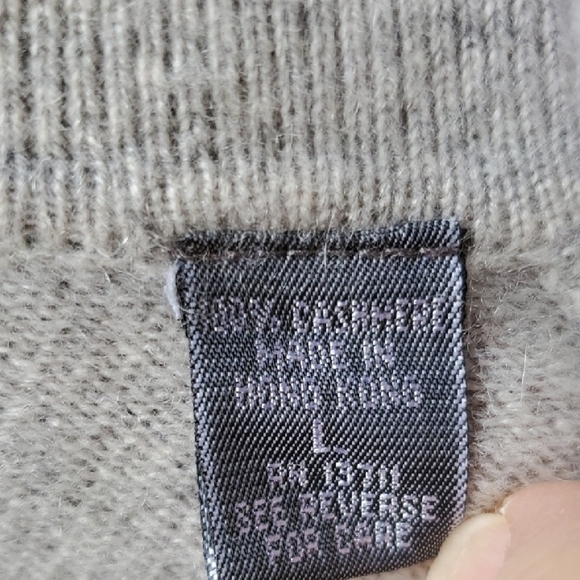 100% CASHMERE
MADE IN
HONG KONG
L
RN 13711
SEE REVERSE
FOR CARE